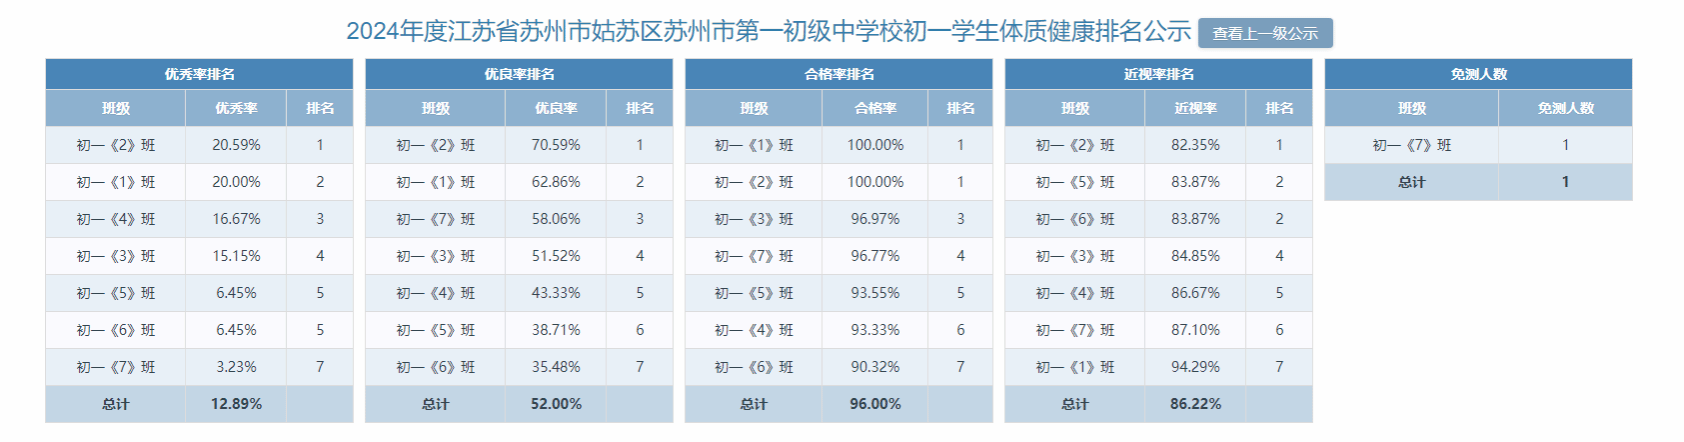 2024年度江苏省苏州市姑苏区苏州市第一初级中学校初一学生体质健康排名公示 查看上一级公示
优秀率排名 优良率排名 合格率排名 近视率排名 免测人数
班级 优秀率 排名 班级 优良率 排名 班级 合格率 排名 班级 近视率 排名 班级 免测人数
初一《2》班 20.59% 1 初一《2》班 70.59% 1 初一《1》班 100.00% 1 初一《2》班 82.35% 1 初一《7》班 1
初一《1》班 20.00% 2 初一《1》班 62.86% 2 初一《2》班 100.00% 1 初一《5》班 83.87% 2 总计 1
初一《4》班 16.67% 3 初一《7》班 58.06% 3 初一《3》班 96.97% 3 初一《6》班 83.87% 2
初一《3》班 15.15% 4 初一《3》班 51.52% 4 初一《7》班 96.77% 4 初一《3》班 84.85% 4
初一《5》班 6.45% 5 初一《4》班 43.33% 5 初一《5》班 93.55% 5 初一《4》班 86.67% 5
初一《6》班 6.45% 5 初一《5》班 38.71% 6 初一《4》班 93.33% 6 初一《7》班 87.10% 6
初一《7》班 3.23% 7 初一《6》班 35.48% 7 初一《6》班 90.32% 7 初一《1》班 94.29% 7
总计 12.89% 总计 52.00% 总计 96.00% 总计 86.22%